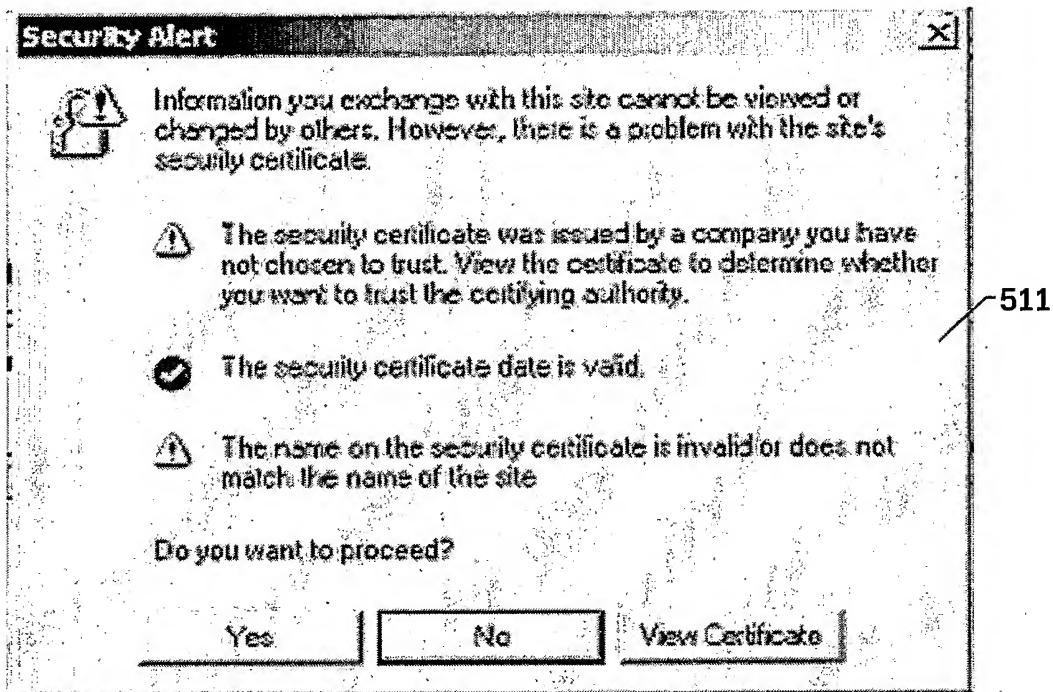 Security Alert
Information you exchange with this site cannot be viewed or
changed by others. However, there is a problem with the site's
security certificate.
The security certificate was issued by a company you have
not chosen to trust. View the certificate to determine whether
you want to trust the certifying authority.
511
The security certificate date is valid.
The name on the security certificate is invalid or does not
match the name of the site
Do you want to proceed?
Yes No View Certificate